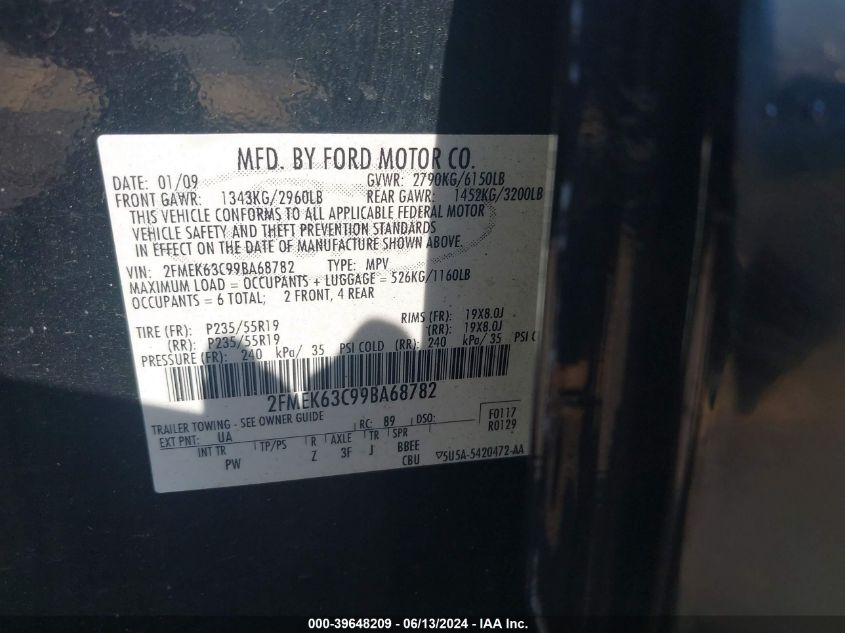 MFD. BY FORD MOTOR CO.
DATE: 01/09 GVWR: 2790KG/6150LB
FRONT GAWR: 1343KG/2960LB REAR GAWR: 1452KG/3200LB
THIS VEHICLE CONFORMS TO ALL APPLICABLE FEDERAL MOTOR
VEHICLE SAFETY AND THEFT PREVENTION STANDARDS
IN EFFECT ON THE DATE OF MANUFACTURE SHOWN ABOVE.
VIN: 2FMEK63C99BA68782 TYPE: MPV
MAXIMUM LOAD = OCCUPANTS + LUGGAGE = 526KG/1160LB
OCCUPANTS = 6 TOTAL; 2 FRONT, 4 REAR
TIRE (FR): P235/55R19 RIMS (FR): 19X8.0J
(RR): P235/55R19 (RR): 19X8.0J
PRESSURE (FR): 240 kPa/ 35 PSI COLD (RR): 240 kPa/ 35 PSI CO
2FMEK63C99BA68782
TRAILER TOWING - SEE OWNER GUIDE
EXT PNT: UA RC: 89 DSO: F0117
R0129
INT TR TP/PS R AXLE TR SPR
PW Z 3F J BBEE
CBU ▽5U5A-5420472-AA
000-39648209 - 06/13/2024 - IAA Inc.